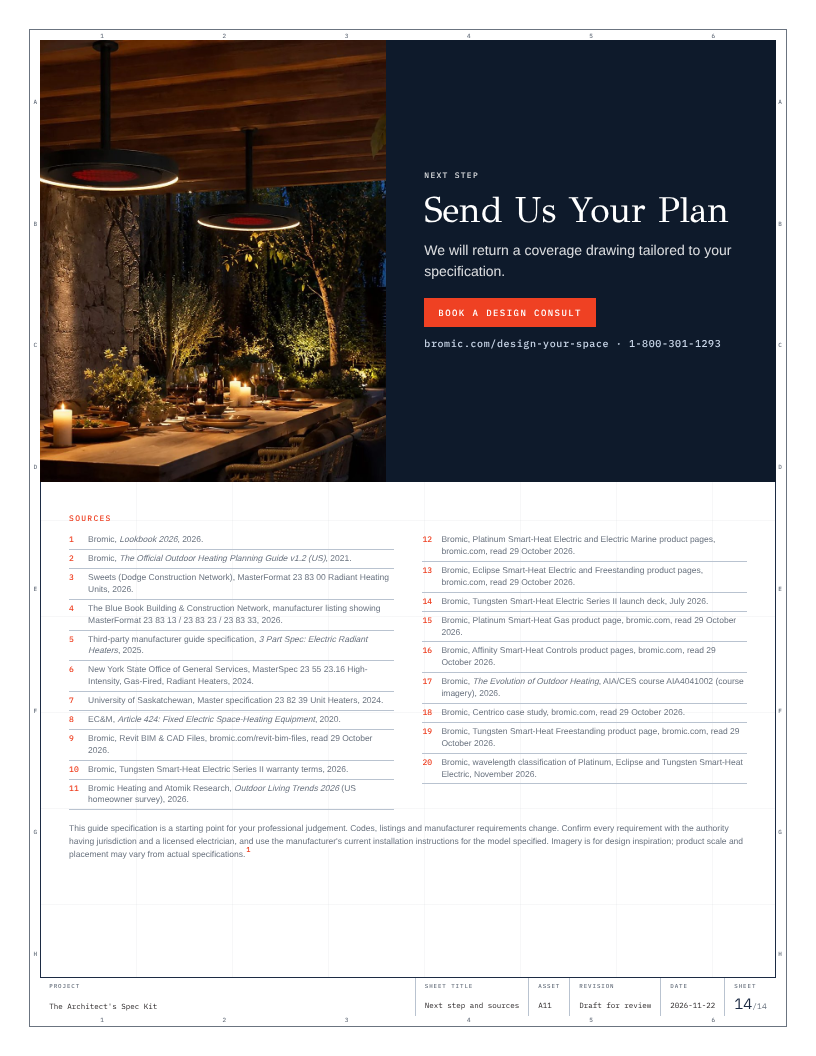 1 2 3 4 5 6
A A
B B
C C
D D
E E
F F
G G
H H
NEXT STEP
Send Us Your Plan
We will return a coverage drawing tailored to your
specification.
BOOK A DESIGN CONSULT
bromic.com/design-your-space · 1-800-301-1293
SOURCES
1 Bromic, Lookbook 2026, 2026.
2 Bromic, The Official Outdoor Heating Planning Guide v1.2 (US), 2021.
3 Sweets (Dodge Construction Network), MasterFormat 23 83 00 Radiant Heating
Units, 2026.
4 The Blue Book Building & Construction Network, manufacturer listing showing
MasterFormat 23 83 13 / 23 83 23 / 23 83 33, 2026.
5 Third-party manufacturer guide specification, 3 Part Spec: Electric Radiant
Heaters, 2025.
6 New York State Office of General Services, MasterSpec 23 55 23.16 High-
Intensity, Gas-Fired, Radiant Heaters, 2024.
7 University of Saskatchewan, Master specification 23 82 39 Unit Heaters, 2024.
8 EC&M, Article 424: Fixed Electric Space-Heating Equipment, 2020.
9 Bromic, Revit BIM & CAD Files, bromic.com/revit-bim-files, read 29 October
2026.
10 Bromic, Tungsten Smart-Heat Electric Series II warranty terms, 2026.
11 Bromic Heating and Atomik Research, Outdoor Living Trends 2026 (US
homeowner survey), 2026.
12 Bromic, Platinum Smart-Heat Electric and Electric Marine product pages,
bromic.com, read 29 October 2026.
13 Bromic, Eclipse Smart-Heat Electric and Freestanding product pages,
bromic.com, read 29 October 2026.
14 Bromic, Tungsten Smart-Heat Electric Series II launch deck, July 2026.
15 Bromic, Platinum Smart-Heat Gas product page, bromic.com, read 29 October
2026.
16 Bromic, Affinity Smart-Heat Controls product pages, bromic.com, read 29
October 2026.
17 Bromic, The Evolution of Outdoor Heating, AIA/CES course AIA4041002 (course
imagery), 2026.
18 Bromic, Centrico case study, bromic.com, read 29 October 2026.
19 Bromic, Tungsten Smart-Heat Freestanding product page, bromic.com, read 29
October 2026.
20 Bromic, wavelength classification of Platinum, Eclipse and Tungsten Smart-Heat
Electric, November 2026.
This guide specification is a starting point for your professional judgement. Codes, listings and manufacturer requirements change. Confirm every requirement with the authority
having jurisdiction and a licensed electrician, and use the manufacturer's current installation instructions for the model specified. Imagery is for design inspiration; product scale and
placement may vary from actual specifications.1
PROJECT SHEET TITLE ASSET REVISION DATE SHEET
The Architect's Spec Kit Next step and sources A11 Draft for review 2026-11-22 14/14
1 2 3 4 5 6